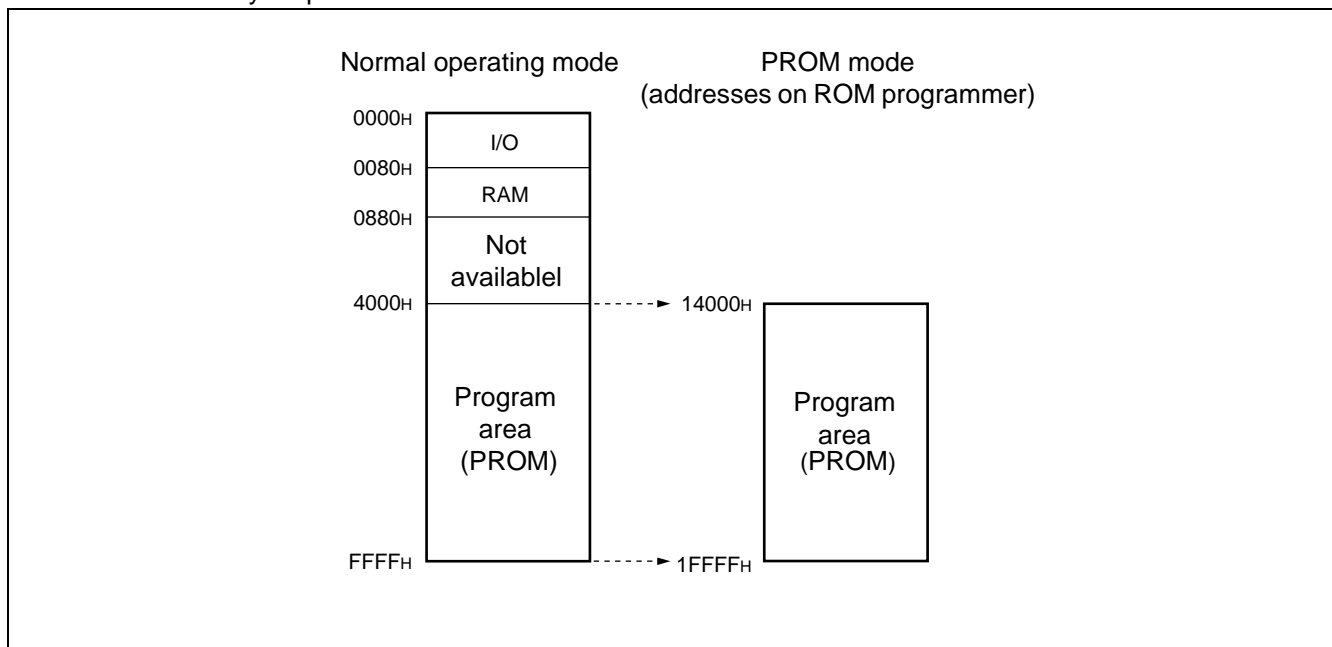 Normal operating mode
PROM mode
(addresses on ROM programmer)
0000H
I/O
0080H
RAM
0880H
Not
availablel
4000H
14000H
Program
area
(PROM)
Program
area
(PROM)
FFFFH
1FFFFH